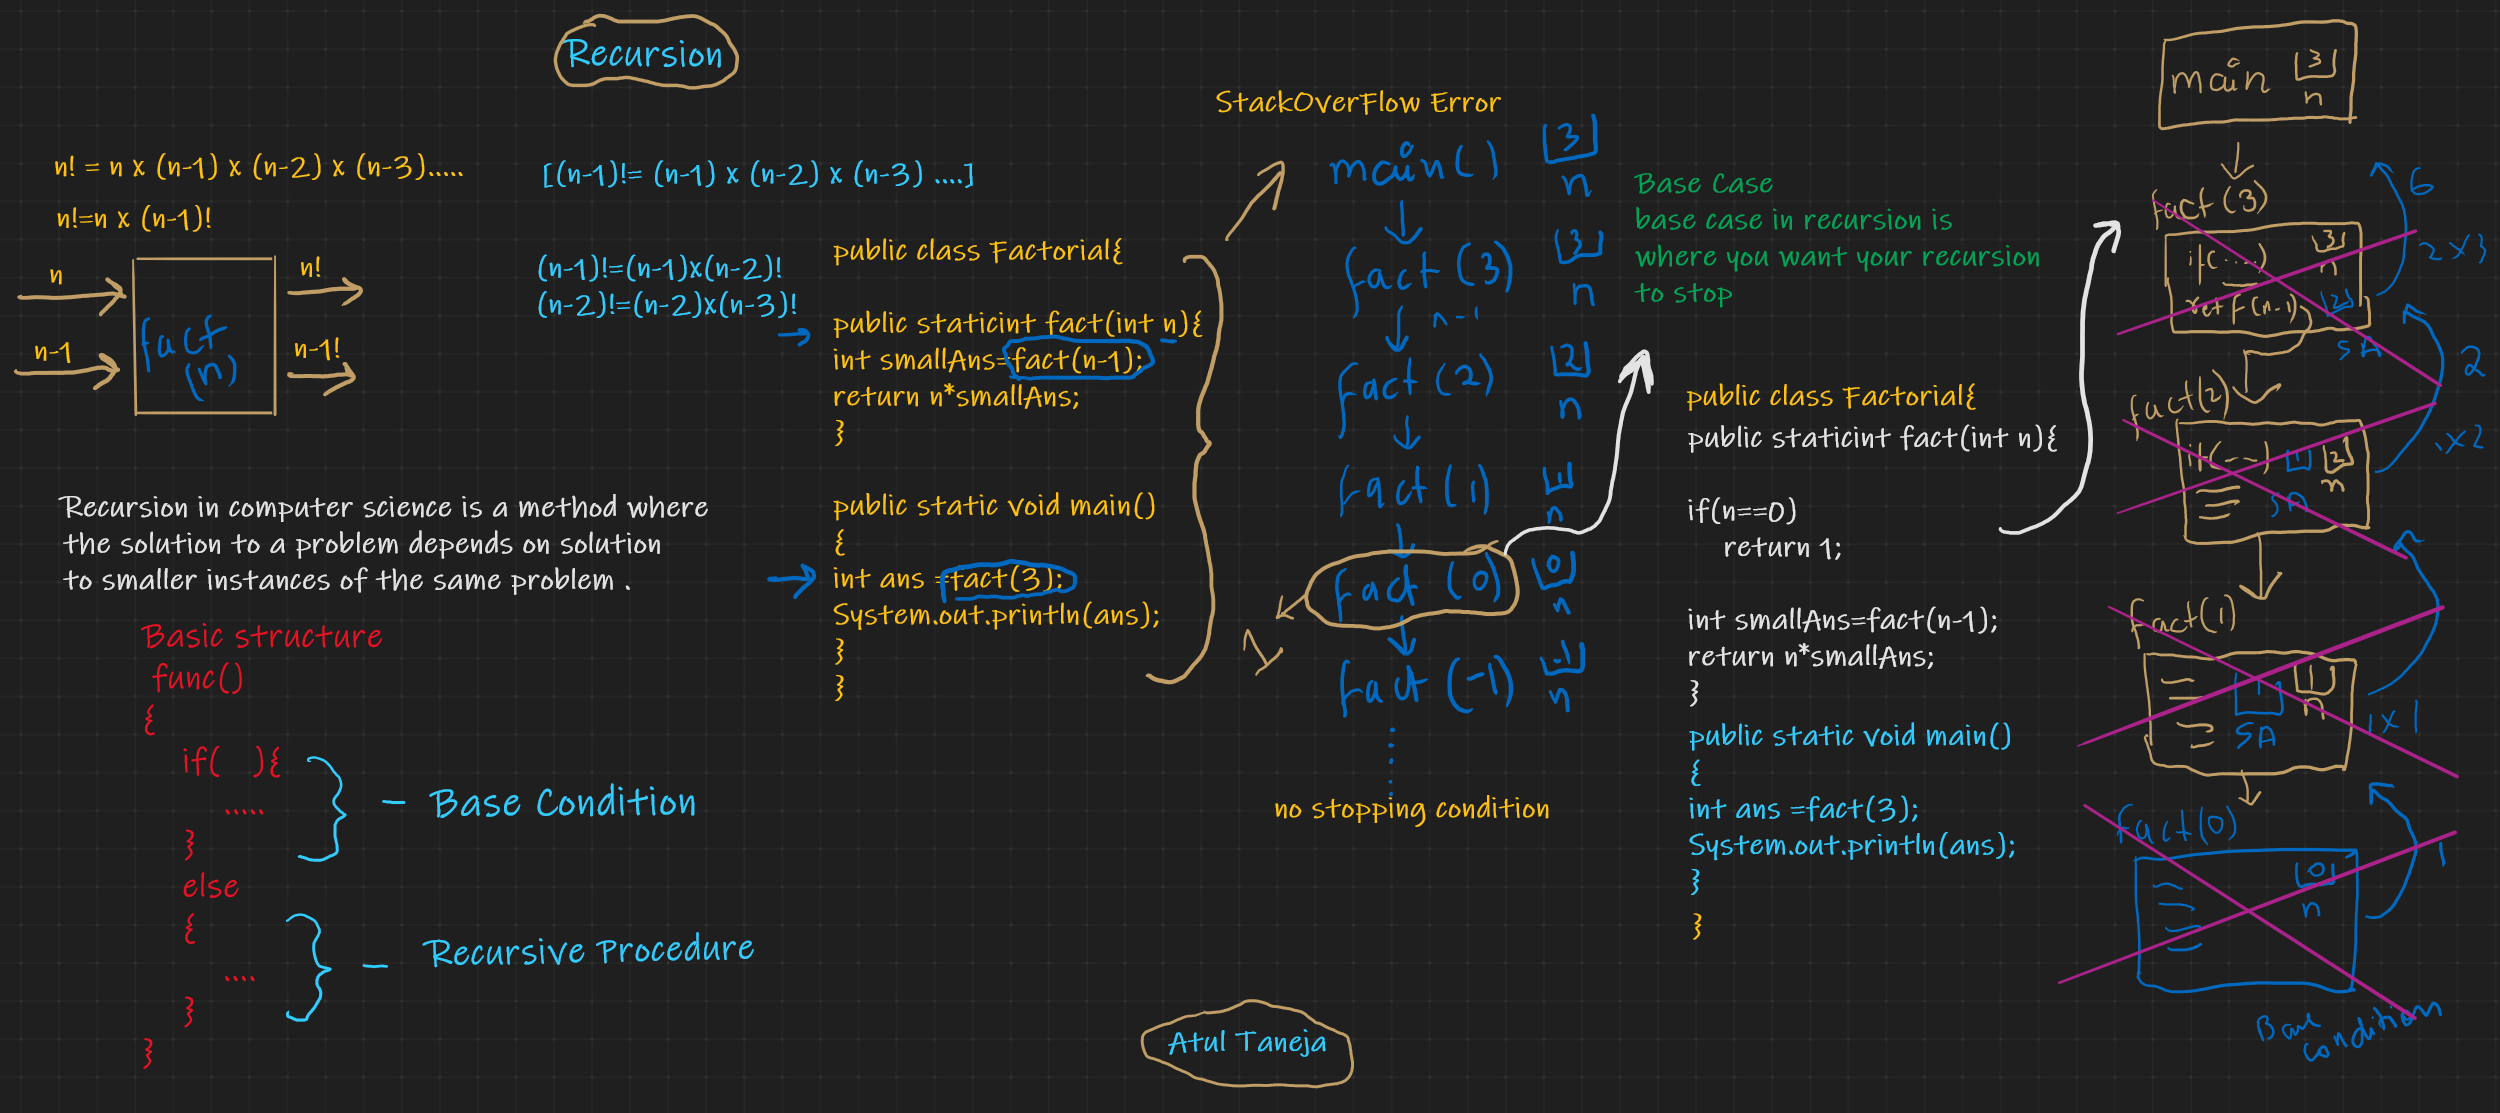 Recursion
n! = n x (n-1) x (n-2) x (n-3).....
n!=n x (n-1)!
[(n-1)!= (n-1) x (n-2) x (n-3) ....]
(n-1)!=(n-1)x(n-2)!
(n-2)!=(n-2)x(n-3)!
n
n!
n-1
n-1!
fact
(n)
Recursion in computer science is a method where
the solution to a problem depends on solution
to smaller instances of the same problem .
Basic structure
func()
{
if(   ){
.....
}
- Base Condition
else
{
....
}
- Recursive Procedure
}
public class Factorial{
public staticint fact(int n){
int smallAns=fact(n-1);
return n*smallAns;
}
public static void main()
{
int ans =fact(3);
System.out.println(ans);
}
}
StackOverFlow Error
main() 3
n
fact (3) 3
n-1 n
fact (2) 2
n
fact (1) 1
n
fact (0) 0
n
1
fact (-1) -1
n
no stopping condition
Base Case
base case in recursion is
where you want your recursion
to stop
public class Factorial{
public staticint fact(int n){
if(n==0)
return 1;
int smallAns=fact(n-1);
return n*smallAns;
}
public static void main()
{
int ans =fact(3);
System.out.println(ans);
}
}
main 3
n
fact (3)
6
if(...) 3
n
2x3
ret f(n-1) 2
SA
2
fact(2)
if(--) 1 2
SA n
1x2
fact(1)
1 1
SA n
1x1
fact(0)
0
n
1
Base
condition
Atul Taneja